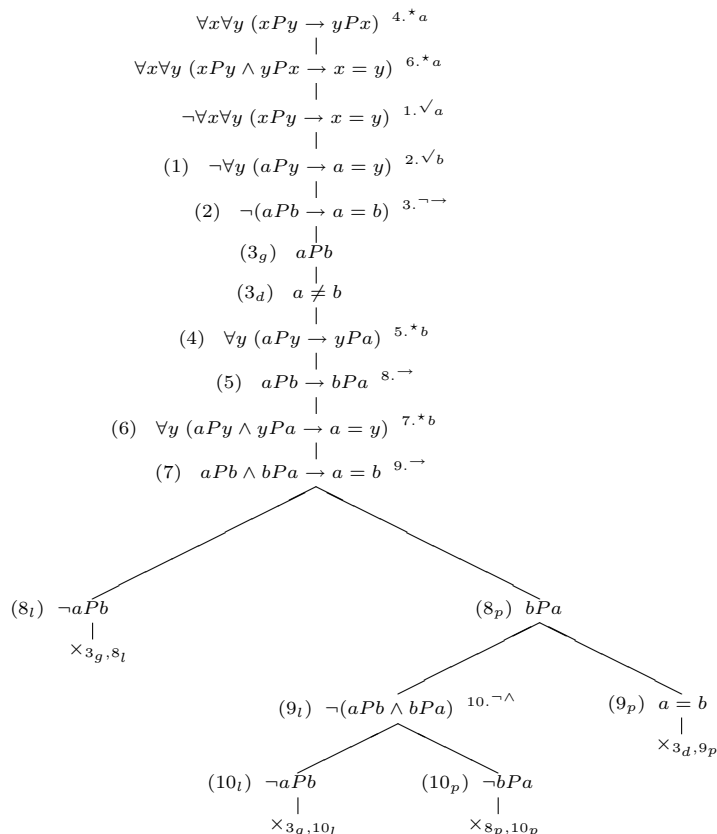 ∀x∀y (xPy → yPx) 4.⋆a
∀x∀y (xPy ∧ yPx → x = y) 6.⋆a
¬∀x∀y (xPy → x = y) 1.√a
(1) ¬∀y (aPy → a = y) 2.√b
(2) ¬(aPb → a = b) 3.¬→
(3g) aPb
(3d) a ≠ b
(4) ∀y (aPy → yPa) 5.⋆b
(5) aPb → bPa 8.→
(6) ∀y (aPy ∧ yPa → a = y) 7.⋆b
(7) aPb ∧ bPa → a = b 9.→
(8l) ¬aPb (8p) bPa
×3g,8l
(9l) ¬(aPb ∧ bPa) 10.¬∧ (9p) a = b
×3d,9p
(10l) ¬aPb (10p) ¬bPa
×3g,10l ×8p,10p